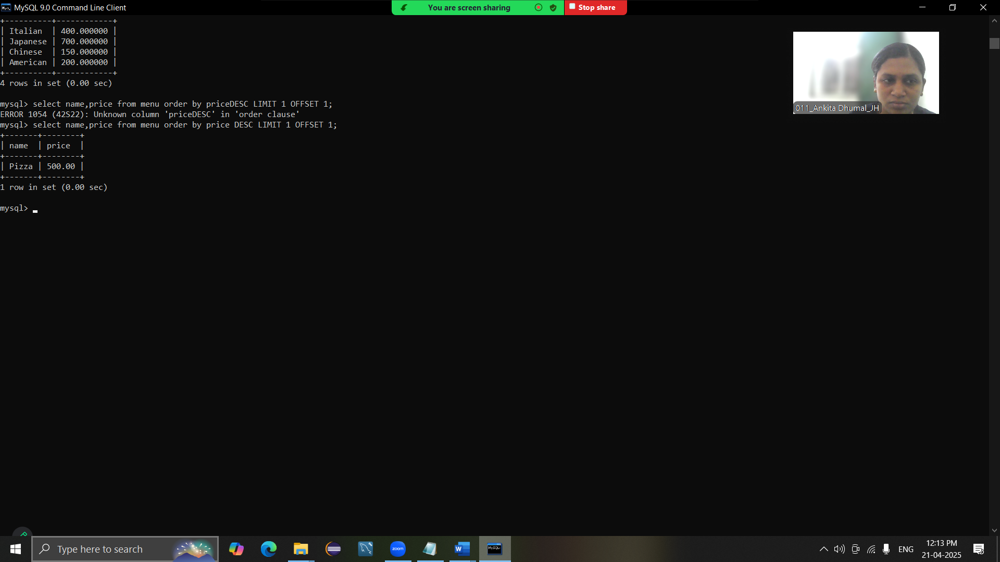 MySQL 9.0 Command Line Client
You are screen sharing
Stop share
+----------+------------+
| Italian  | 400.000000 |
| Japanese | 700.000000 |
| Chinese  | 150.000000 |
| American | 200.000000 |
+----------+------------+
4 rows in set (0.00 sec)
mysql> select name,price from menu order by priceDESC LIMIT 1 OFFSET 1;
ERROR 1054 (42S22): Unknown column 'priceDESC' in 'order clause'
mysql> select name,price from menu order by price DESC LIMIT 1 OFFSET 1;
+-------+--------+
| name  | price  |
+-------+--------+
| Pizza | 500.00 |
+-------+--------+
1 row in set (0.00 sec)
mysql>
011_Ankita Dhumal_JH
Type here to search
zoom
W
MySQL
ENG
12:13 PM
21-04-2025